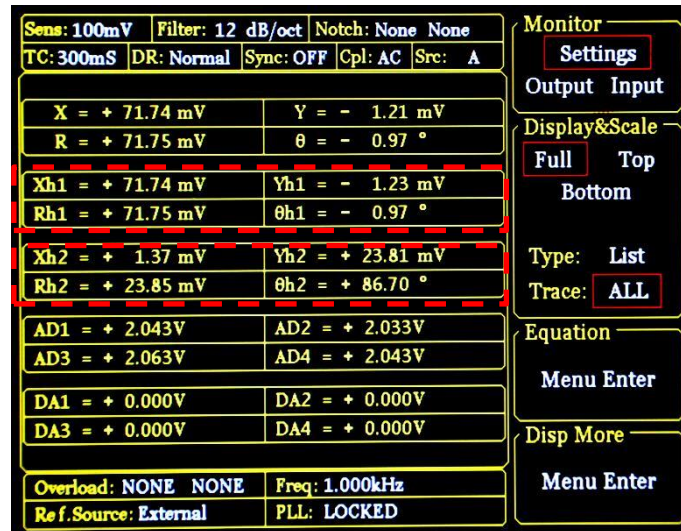 Sens: 100mV Filter: 12 dB/oct Notch: None None
TC: 300mS DR: Normal Sync: OFF Cpl: AC Src: A
X = + 71.74 mV Y = - 1.21 mV
R = + 71.75 mV θ = - 0.97 °
Xh1 = + 71.74 mV Yh1 = - 1.23 mV
Rh1 = + 71.75 mV θh1 = - 0.97 °
Xh2 = + 1.37 mV Yh2 = + 23.81 mV
Rh2 = + 23.85 mV θh2 = + 86.70 °
AD1 = + 2.043V AD2 = + 2.033V
AD3 = + 2.063V AD4 = + 2.043V
DA1 = + 0.000V DA2 = + 0.000V
DA3 = + 0.000V DA4 = + 0.000V
Overload: NONE NONE Freq: 1.000kHz
Ref.Source: External PLL: LOCKED
Monitor
Settings
Output Input
Display&Scale
Full Top
Bottom
Type: List
Trace: ALL
Equation
Menu Enter
Disp More
Menu Enter